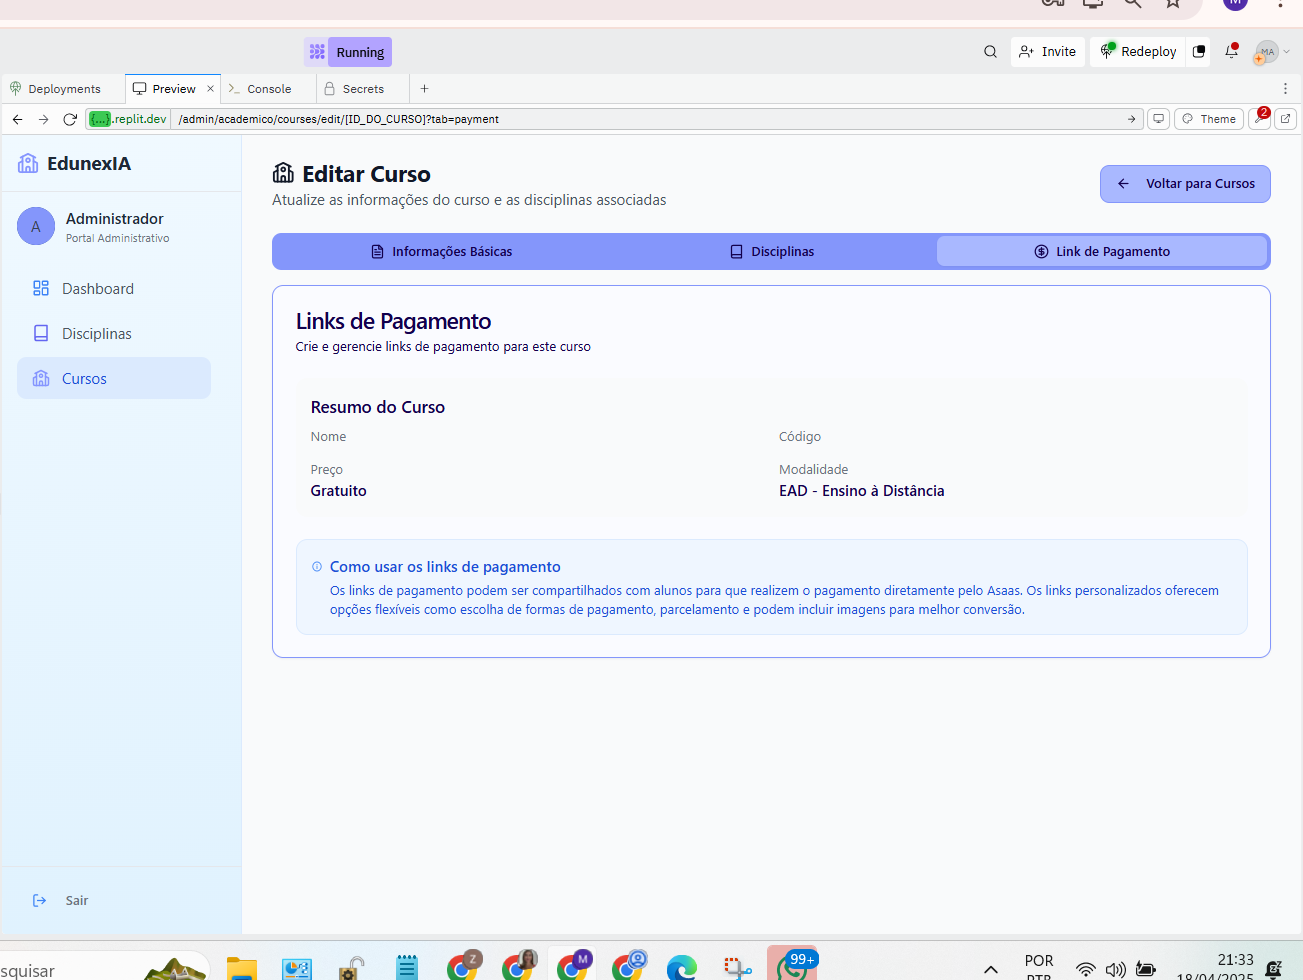 M
Running
Invite
Redeploy
MA
Deployments
Preview
Console
Secrets
{...}.replit.dev
/admin/academico/courses/edit/[ID_DO_CURSO]?tab=payment
Theme
2
EdunexIA
A
Administrador
Portal Administrativo
Dashboard
Disciplinas
Cursos
Sair
Editar Curso
Atualize as informações do curso e as disciplinas associadas
Voltar para Cursos
Informações Básicas
Disciplinas
Link de Pagamento
Links de Pagamento
Crie e gerencie links de pagamento para este curso
Resumo do Curso
Nome
Código
Preço
Modalidade
Gratuito
EAD - Ensino à Distância
Como usar os links de pagamento
Os links de pagamento podem ser compartilhados com alunos para que realizem o pagamento diretamente pelo Asaas. Os links personalizados oferecem
opções flexíveis como escolha de formas de pagamento, parcelamento e podem incluir imagens para melhor conversão.
squisar
Z
M
99+
POR
PTB
21:33
18/04/2025